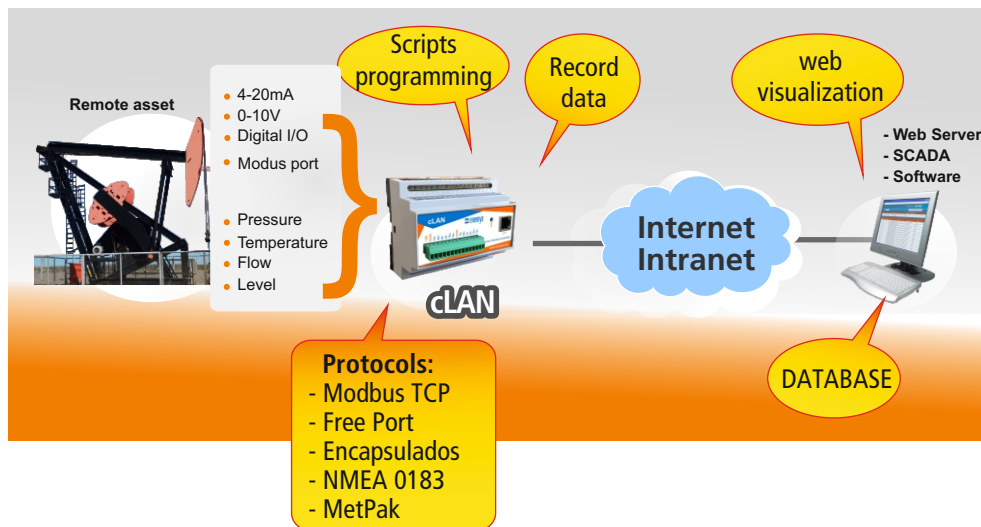 Scripts
programming
Record
data
web
visualization
Remote asset
4-20mA
0-10V
Digital I/O
Modus port
Pressure
Temperature
Flow
Level
- Web Server
- SCADA
- Software
cLAN
Internet
Intranet
cLAN
Protocols:
- Modbus TCP
- Free Port
- Encapsulados
- NMEA 0183
- MetPak
DATABASE